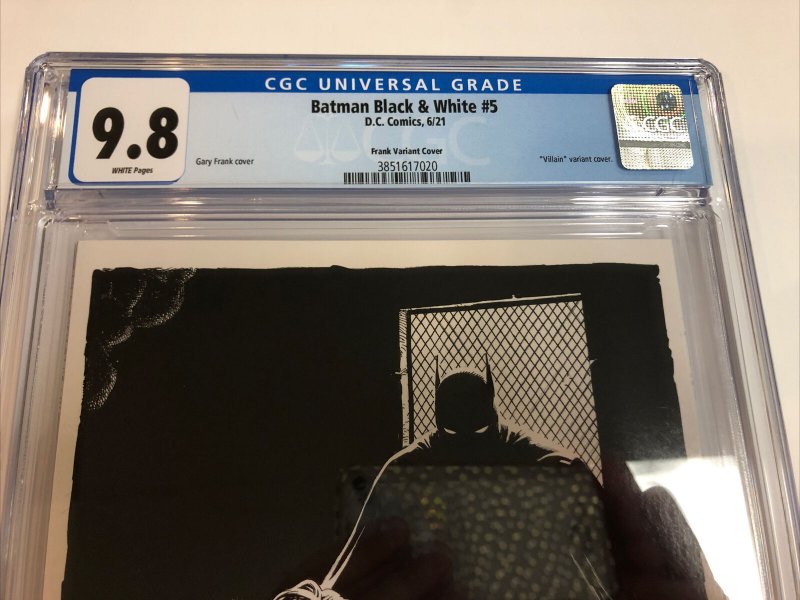 CGC UNIVERSAL GRADE
9.8
WHITE Pages
Batman Black & White #5
D.C. Comics, 6/21
Gary Frank cover
Frank Variant Cover
"Villain" variant cover.
3851617020
CGC
CGC